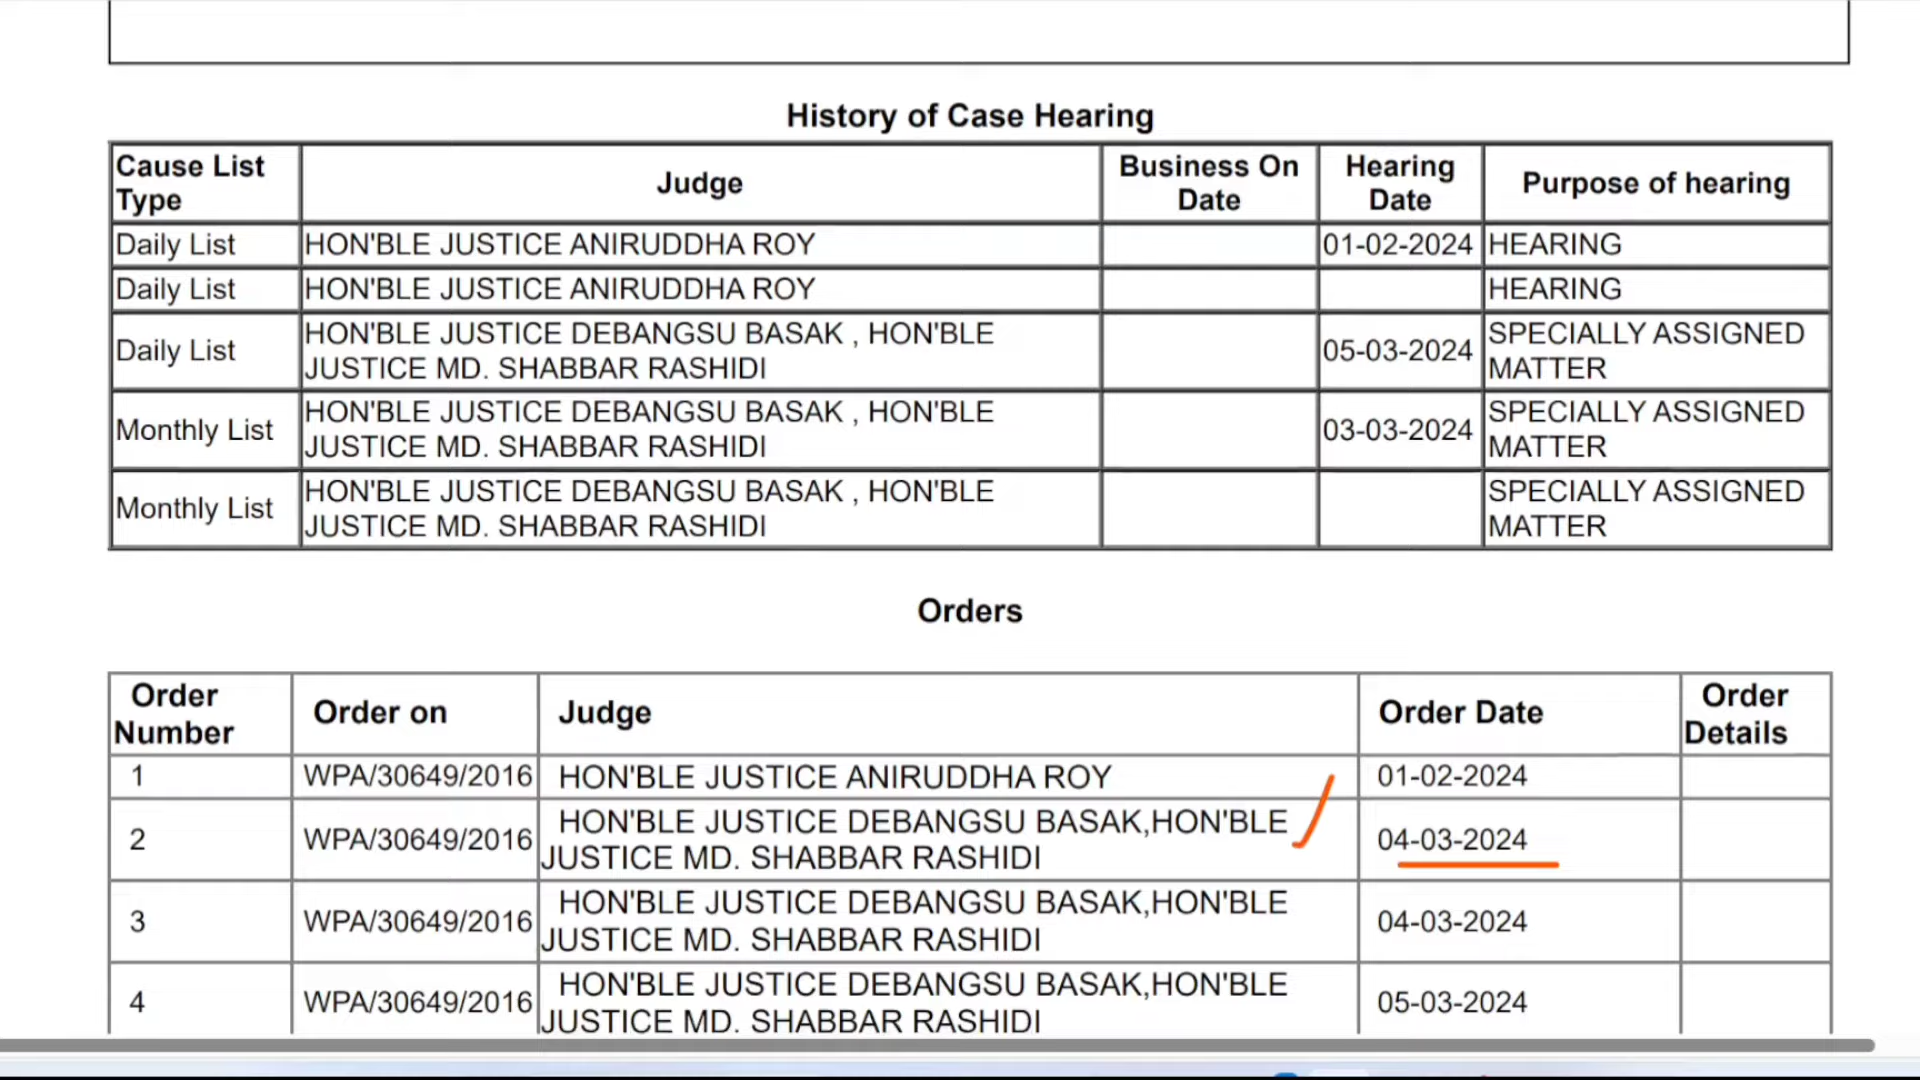 History of Case Hearing
Cause List Type Judge Business On Date Hearing Date Purpose of hearing
Daily List HON'BLE JUSTICE ANIRUDDHA ROY 01-02-2024 HEARING
Daily List HON'BLE JUSTICE ANIRUDDHA ROY HEARING
Daily List HON'BLE JUSTICE DEBANGSU BASAK , HON'BLE JUSTICE MD. SHABBAR RASHIDI 05-03-2024 SPECIALLY ASSIGNED MATTER
Monthly List HON'BLE JUSTICE DEBANGSU BASAK , HON'BLE JUSTICE MD. SHABBAR RASHIDI 03-03-2024 SPECIALLY ASSIGNED MATTER
Monthly List HON'BLE JUSTICE DEBANGSU BASAK , HON'BLE JUSTICE MD. SHABBAR RASHIDI SPECIALLY ASSIGNED MATTER
Orders
Order Number Order on Judge Order Date Order Details
1 WPA/30649/2016 HON'BLE JUSTICE ANIRUDDHA ROY 01-02-2024
2 WPA/30649/2016 HON'BLE JUSTICE DEBANGSU BASAK,HON'BLE JUSTICE MD. SHABBAR RASHIDI 04-03-2024
3 WPA/30649/2016 HON'BLE JUSTICE DEBANGSU BASAK,HON'BLE JUSTICE MD. SHABBAR RASHIDI 04-03-2024
4 WPA/30649/2016 HON'BLE JUSTICE DEBANGSU BASAK,HON'BLE JUSTICE MD. SHABBAR RASHIDI 05-03-2024